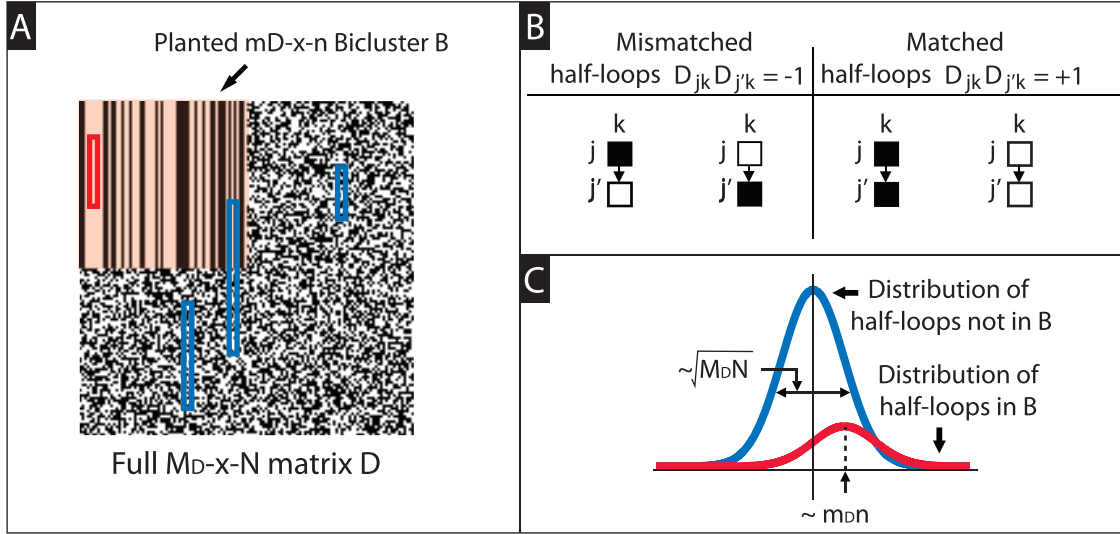 A
Planted mD-x-n Bicluster B
Full MD-x-N matrix D
B
Mismatched
half-loops DjkDj'k = -1
Matched
half-loops DjkDj'k = +1
k k k k
j j j j
j' j' j' j'
C
Distribution of
half-loops not in B
~√MDN
Distribution of
half-loops in B
~ mDn